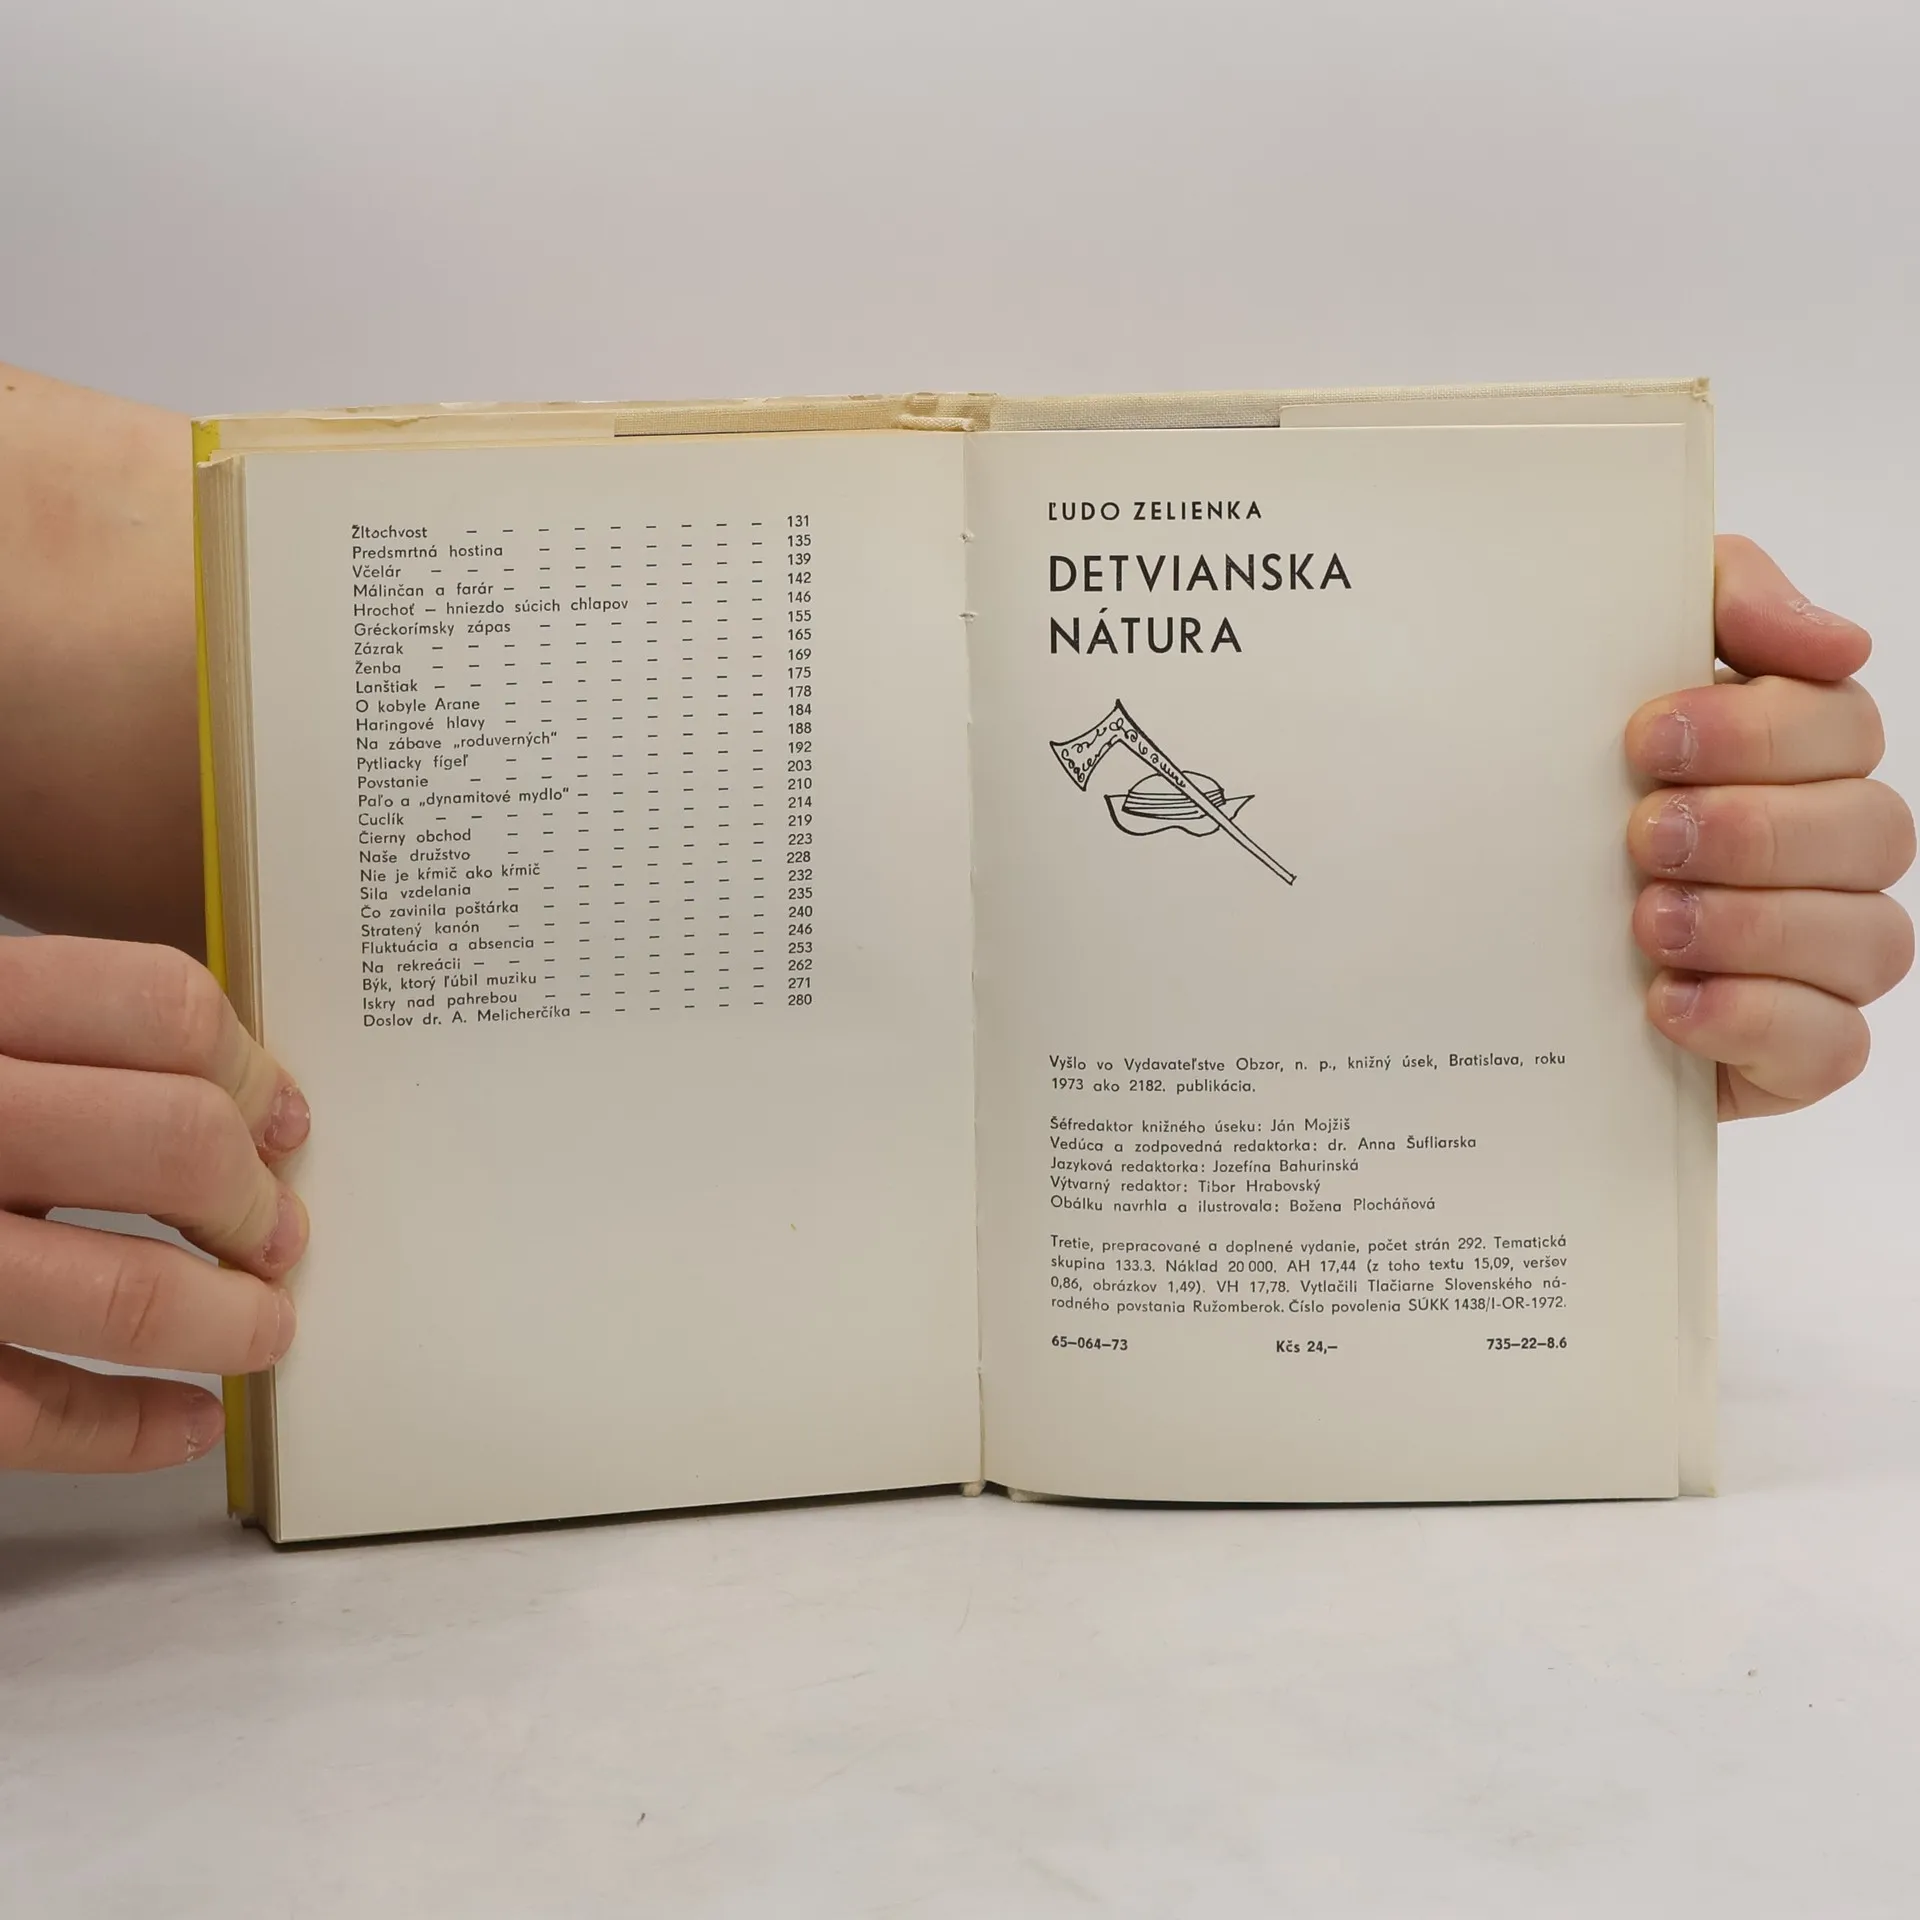 Žltochvost – – – – – – – – – 131
Predsmrtná hostina – – – – – – – 135
Včelár – – – – – – – – – – 139
Málinčan a farár – – – – – – – – 142
Hrochoť – hniezdo súcich chlapov – – – – 146
Gréckorímsky zápas – – – – – – – 155
Zázrak – – – – – – – – – – 165
Ženba – – – – – – – – – – 169
Lanštiak – – – – – – – – – – 175
O kobyle Arane – – – – – – – – 178
Haringové hlavy – – – – – – – – 184
Na zábave „roduverných“ – – – – – – 188
Pytliacky fígeľ – – – – – – – – 192
Povstanie – – – – – – – – – 203
Paľo a „dynamitové mydlo“ – – – – – – 210
Cuclík – – – – – – – – – – 214
Čierny obchod – – – – – – – – 219
Naše družstvo – – – – – – – – 223
Nie je kŕmič ako kŕmič – – – – – – 228
Sila vzdelania – – – – – – – – 232
Čo zavinila poštárka – – – – – – – 235
Stratený kanón – – – – – – – – 240
Fluktuácia a absencia – – – – – – – 246
Na rekreácii – – – – – – – – – 253
Býk, ktorý ľúbil muziku – – – – – – – 262
Iskry nad pahrebou – – – – – – – 271
Doslov dr. A. Melicherčíka – – – – – – 280
ĽUDO ZELIENKA
DETVIANSKA
NÁTURA
Vyšlo vo Vydavateľstve Obzor, n. p., knižný úsek, Bratislava, roku
1973 ako 2182. publikácia.
Šéfredaktor knižného úseku: Ján Mojžiš
Vedúca a zodpovedná redaktorka: dr. Anna Šufliarska
Jazyková redaktorka: Jozefína Bahurinská
Výtvarný redaktor: Tibor Hrabovský
Obálku navrhla a ilustrovala: Božena Plocháňová
Tretie, prepracované a doplnené vydanie, počet strán 292. Tematická
skupina 133.3. Náklad 20 000. AH 17,44 (z toho textu 15,09, veršov
0,86, obrázkov 1,49). VH 17,78. Vytlačili Tlačiarne Slovenského ná-
rodného povstania Ružomberok. Číslo povolenia SÚKK 1438/I-OR-1972.
65–064–73 Kčs 24,– 735–22–8.6